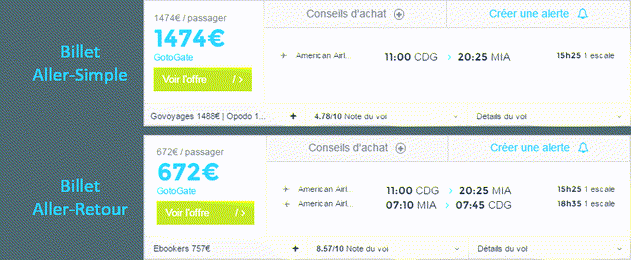 Billet
Aller-Simple
1474€ / passager
1474€
GotoGate
Voir l'offre / >
Govoyages 1488€ | Opodo 1...
+
Conseils d'achat
Créer une alerte
American Airl...
11:00 CDG > 20:25 MIA
15h25 1 escale
4.78/10 Note du vol
Détails du vol
Billet
Aller-Retour
672€ / passager
672€
GotoGate
Voir l'offre / >
Ebookers 757€
+
Conseils d'achat
Créer une alerte
American Airl...
11:00 CDG > 20:25 MIA
15h25 1 escale
American Airl...
07:10 MIA > 07:45 CDG
18h35 1 escale
8.57/10 Note du vol
Détails du vol